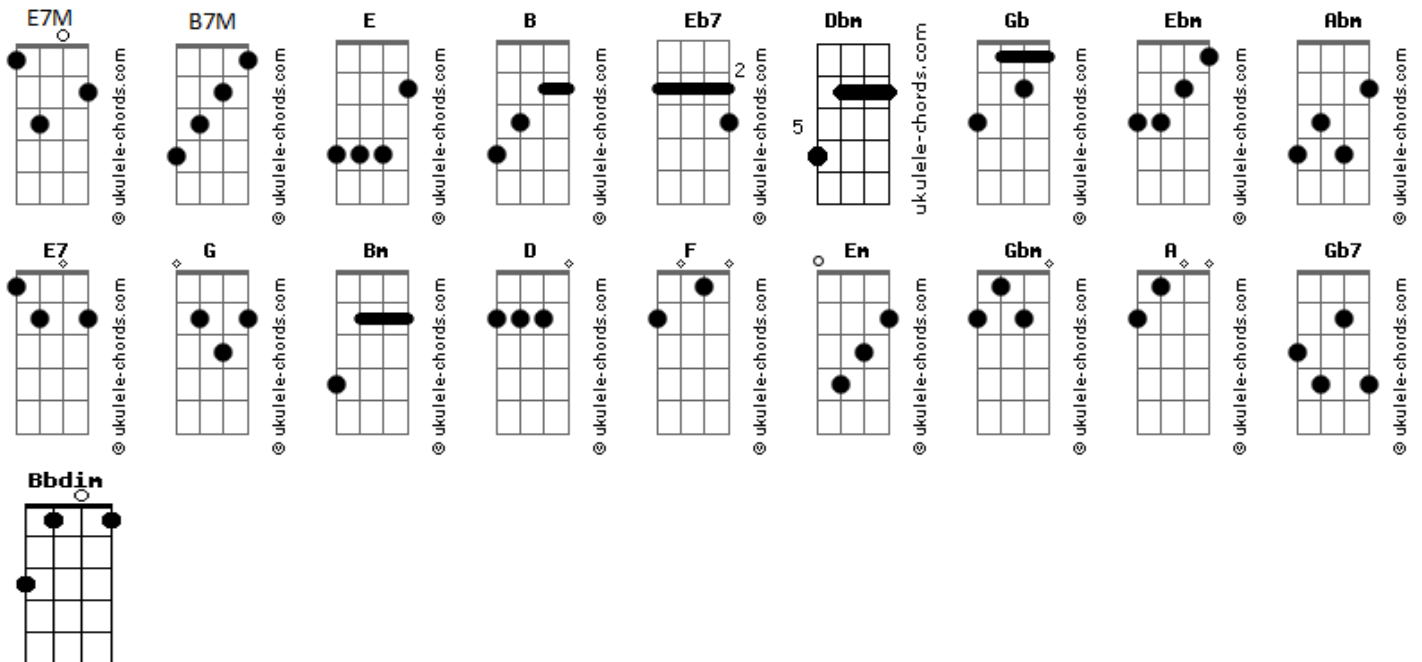 E7M B7M E B Eb7 Dbm Gb Ebm Abm
2
5
© ukulele-chords.com © ukulele-chords.com © ukulele-chords.com © ukulele-chords.com © ukulele-chords.com ukulele-chords.com © ukulele-chords.com © ukulele-chords.com © ukulele-chords.com
E7 G Bm D F Em Gbm A Gb7
© ukulele-chords.com © ukulele-chords.com © ukulele-chords.com © ukulele-chords.com © ukulele-chords.com © ukulele-chords.com © ukulele-chords.com © ukulele-chords.com © ukulele-chords.com
Bbdim